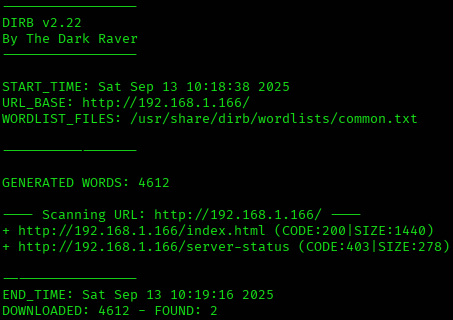 -----------------
DIRB v2.22
By The Dark Raver
-----------------
START_TIME: Sat Sep 13 10:18:38 2025
URL_BASE: http://192.168.1.166/
WORDLIST_FILES: /usr/share/dirb/wordlists/common.txt
-----------------
GENERATED WORDS: 4612
---- Scanning URL: http://192.168.1.166/ ----
+ http://192.168.1.166/index.html (CODE:200|SIZE:1440)
+ http://192.168.1.166/server-status (CODE:403|SIZE:278)
-----------------
END_TIME: Sat Sep 13 10:19:16 2025
DOWNLOADED: 4612 - FOUND: 2